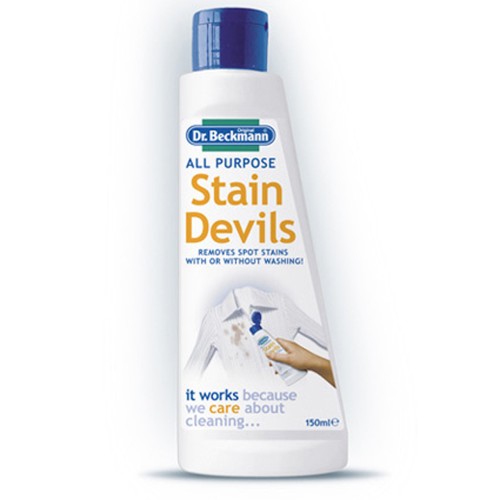 Original
Dr. Beckmann
ALL PURPOSE
Stain
Devils
REMOVES SPOT STAINS
WITH OR WITHOUT WASHING!
it works because
we care about
cleaning...
150ml℮